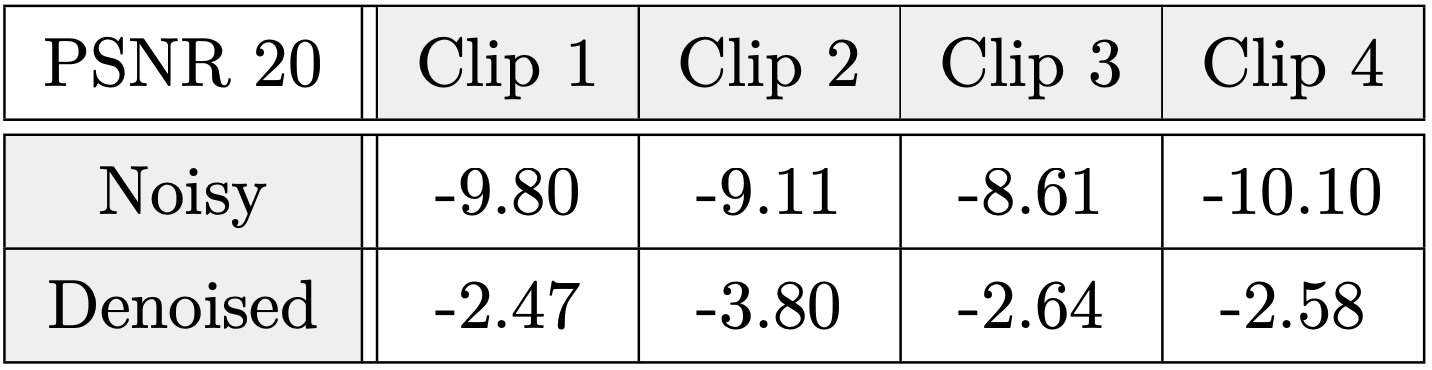 PSNR 20 Clip 1 Clip 2 Clip 3 Clip 4
Noisy -9.80 -9.11 -8.61 -10.10
Denoised -2.47 -3.80 -2.64 -2.58